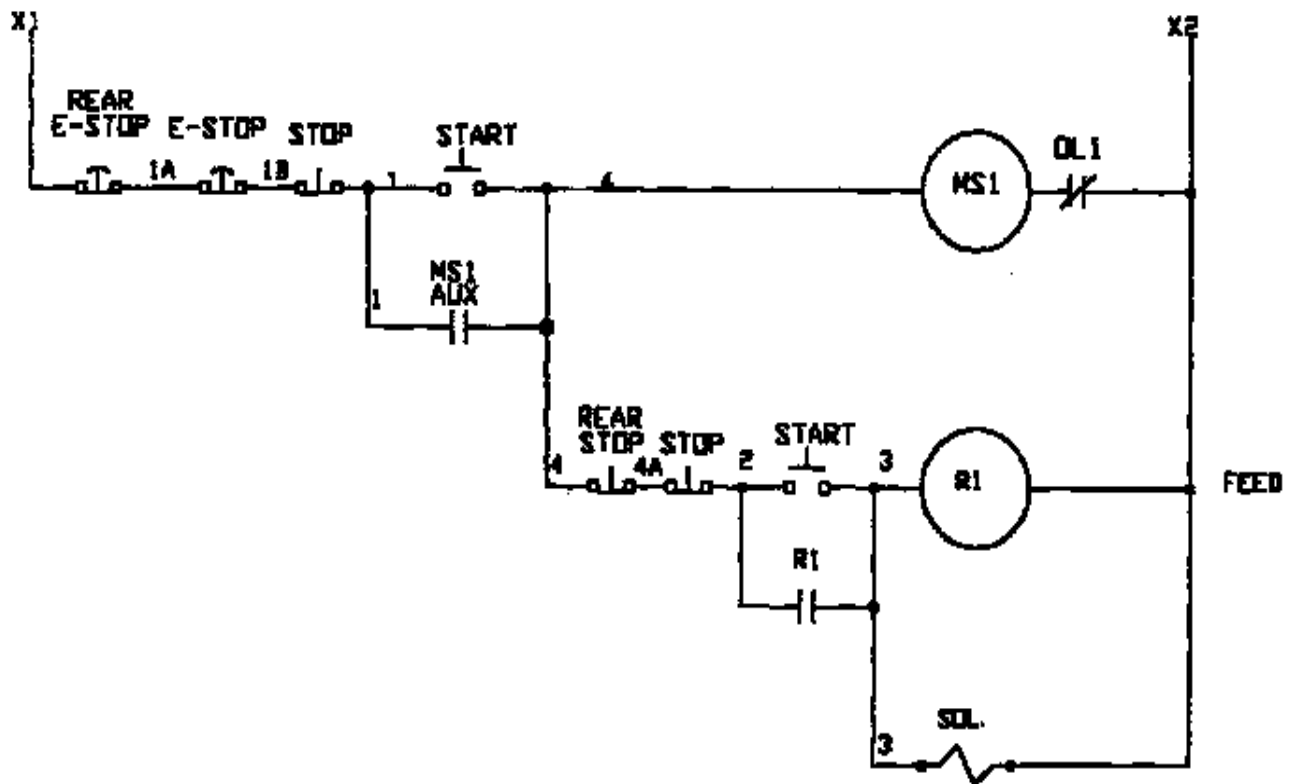 X1
X2
REAR
E-STOP E-STOP STOP START
OL1
1A 1B 1 4
MS1
MS1
AUX
1
REAR
STOP STOP START
4 4A 2 3
R1
FEED
R1
SOL.
3